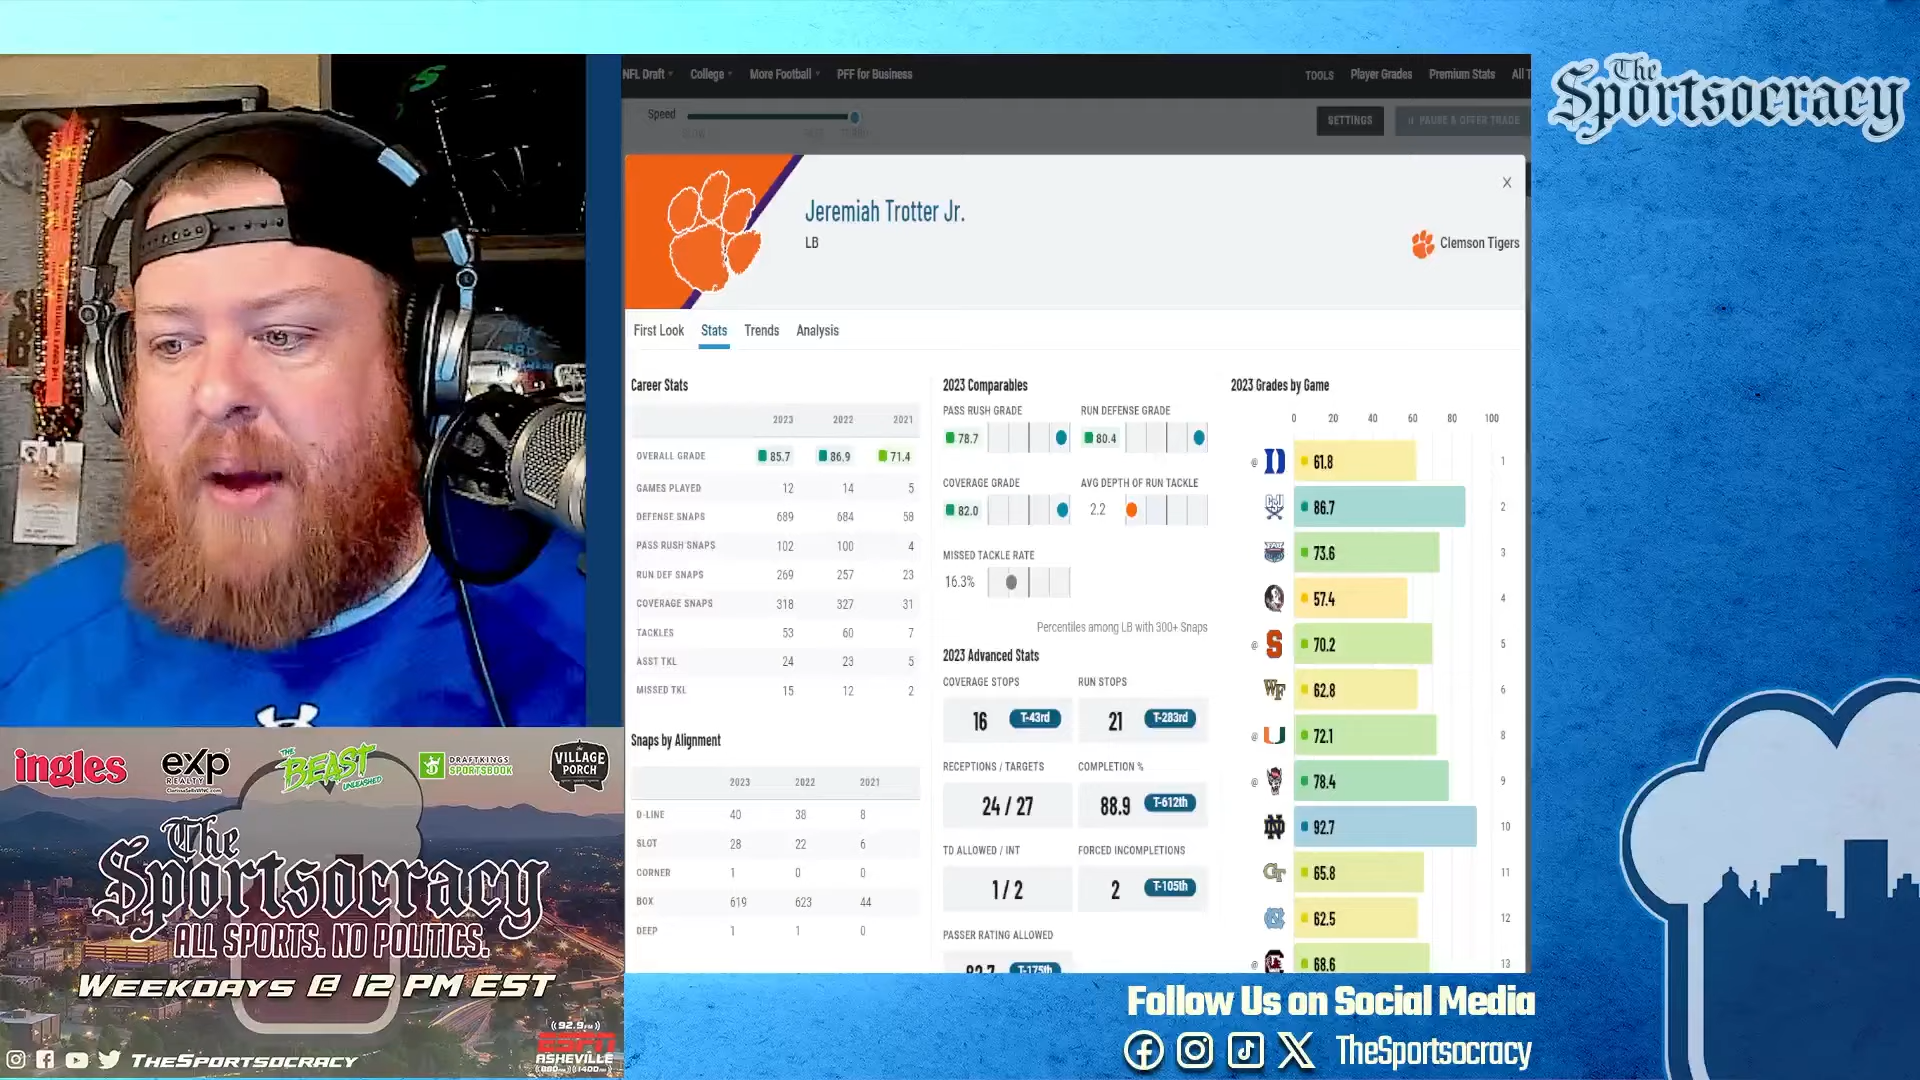 NFL Draft College More Football PFF for Business TOOLS Player Grades Premium Stats All T
Speed SETTINGS PAUSE & OFFER TRADE
The Sportsocracy
Jeremiah Trotter Jr.
LB
Clemson Tigers
X
First Look Stats Trends Analysis
Career Stats
2023 2022 2021
OVERALL GRADE 85.7 86.9 71.4
GAMES PLAYED 12 14 5
DEFENSE SNAPS 689 684 58
PASS RUSH SNAPS 102 100 4
RUN DEF SNAPS 269 257 23
COVERAGE SNAPS 318 327 31
TACKLES 53 60 7
ASST TKL 24 23 5
MISSED TKL 15 12 2
Snaps by Alignment
2023 2022 2021
D-LINE 40 38 8
SLOT 28 22 6
CORNER 1 0 0
BOX 619 623 44
DEEP 1 1 0
2023 Comparables
PASS RUSH GRADE RUN DEFENSE GRADE
78.7 80.4
COVERAGE GRADE AVG DEPTH OF RUN TACKLE
82.0 2.2
MISSED TACKLE RATE
16.3%
Percentiles among LB with 300+ Snaps
2023 Advanced Stats
COVERAGE STOPS RUN STOPS
16 T-43rd 21 T-283rd
RECEPTIONS / TARGETS COMPLETION %
24 / 27 88.9 T-612th
TD ALLOWED / INT FORCED INCOMPLETIONS
1 / 2 2 T-105th
PASSER RATING ALLOWED
T-175th
2023 Grades by Game
0 20 40 60 80 100
@ 61.8 1
86.7 2
73.6 3
57.4 4
@ S 70.2 5
WF 62.8 6
@ U 72.1 8
@ 78.4 9
ND 92.7 10
GT 65.8 11
NC 62.5 12
@ 68.6 13
ingles
exp REALTY
THE BEAST UNLEASHED
DRAFTKINGS SPORTSBOOK
the VILLAGE PORCH
The Sportsocracy
ALL SPORTS. NO POLITICS.
WEEKDAYS @ 12 PM EST
((92.9 FM))
ESPN
ASHEVILLE
TheSportsocracy
Follow Us on Social Media
TheSportsocracy